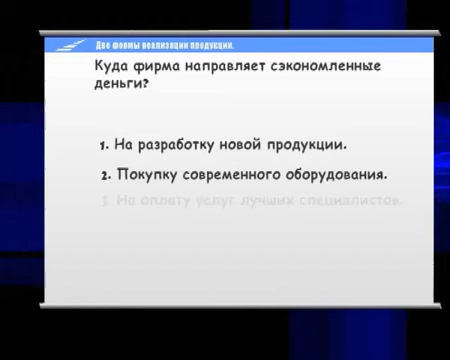 Две формы реализации продукции.
Куда фирма направляет сэкономленные
деньги?
1. На разработку новой продукции.
2. Покупку современного оборудования.
3. На оплату услуг лучших специалистов.